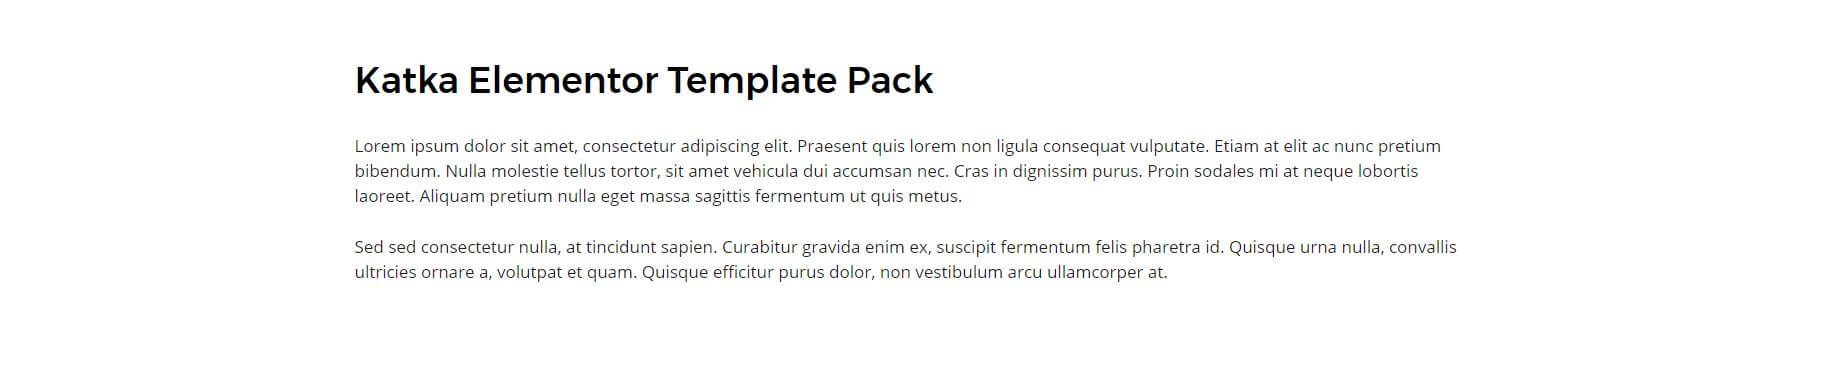 Katka Elementor Template Pack
Lorem ipsum dolor sit amet, consectetur adipiscing elit. Praesent quis lorem non ligula consequat vulputate. Etiam at elit ac nunc pretium
bibendum. Nulla molestie tellus tortor, sit amet vehicula dui accumsan nec. Cras in dignissim purus. Proin sodales mi at neque lobortis
laoreet. Aliquam pretium nulla eget massa sagittis fermentum ut quis metus.
Sed sed consectetur nulla, at tincidunt sapien. Curabitur gravida enim ex, suscipit fermentum felis pharetra id. Quisque urna nulla, convallis
ultricies ornare a, volutpat et quam. Quisque efficitur purus dolor, non vestibulum arcu ullamcorper at.